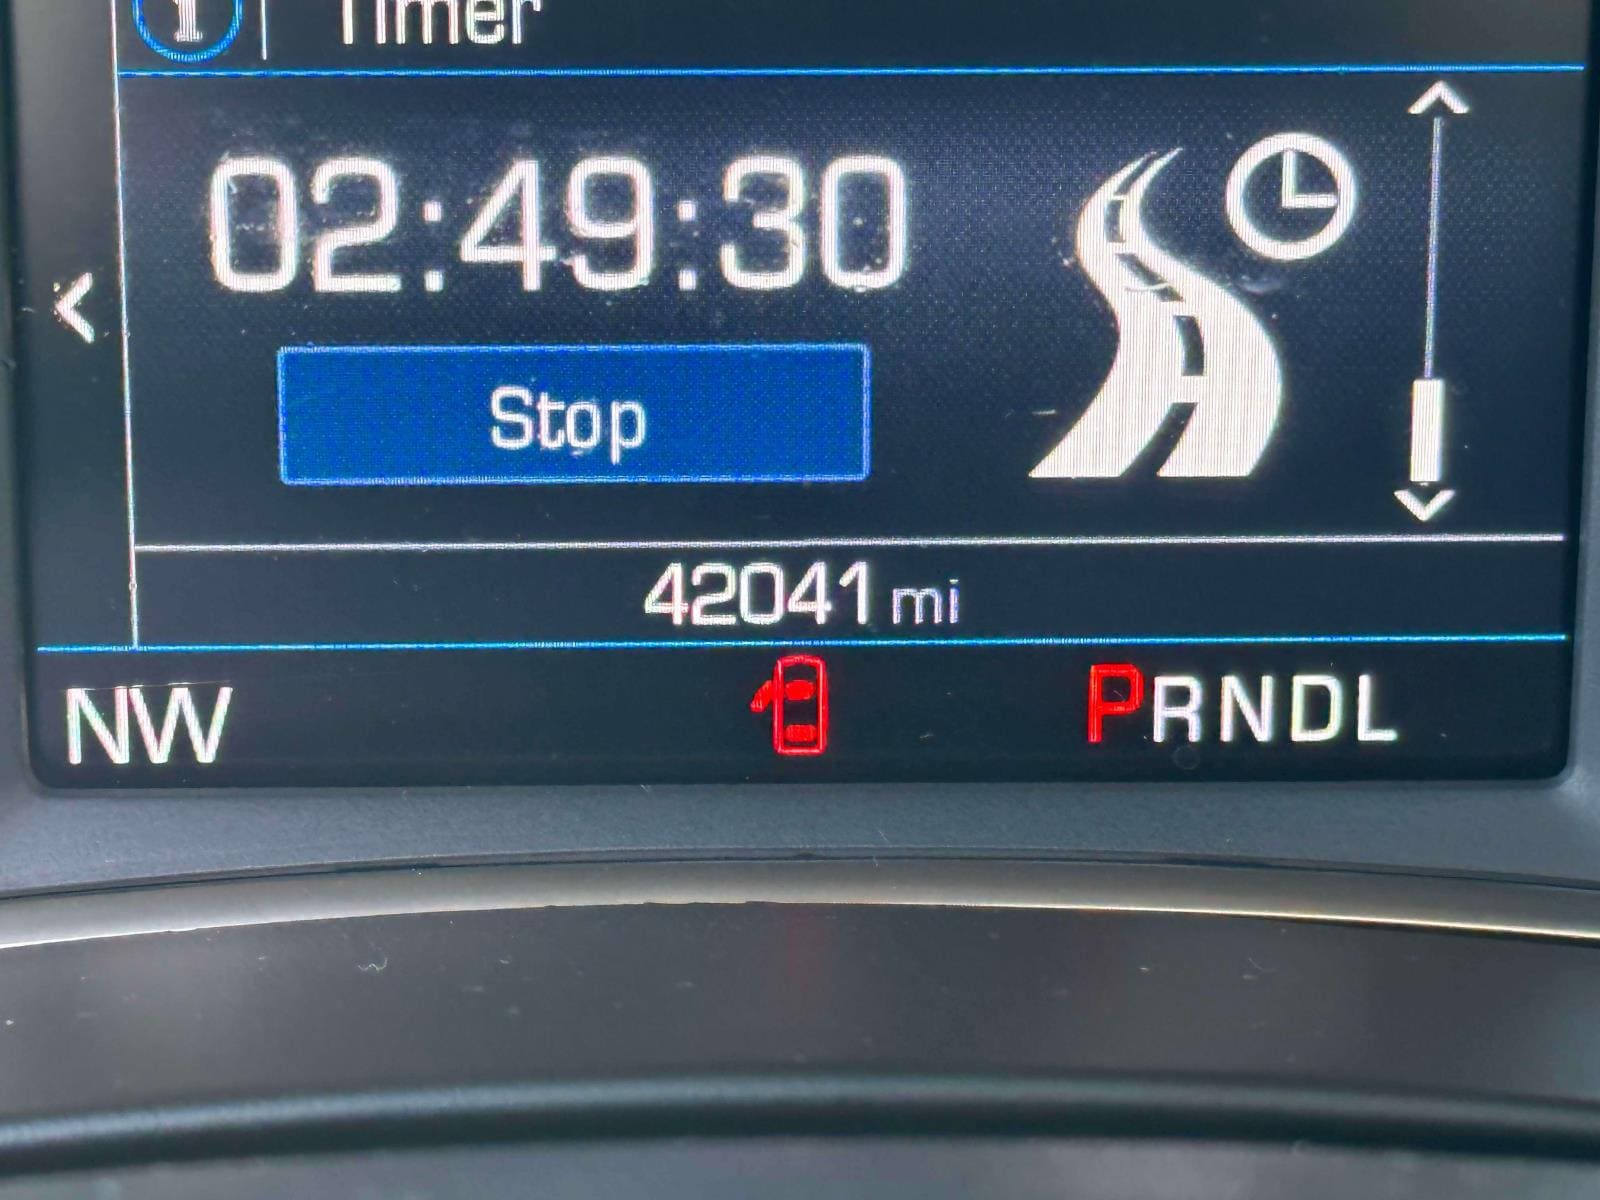 i Timer
02:49:30
Stop
42041 mi
NW PRNDL